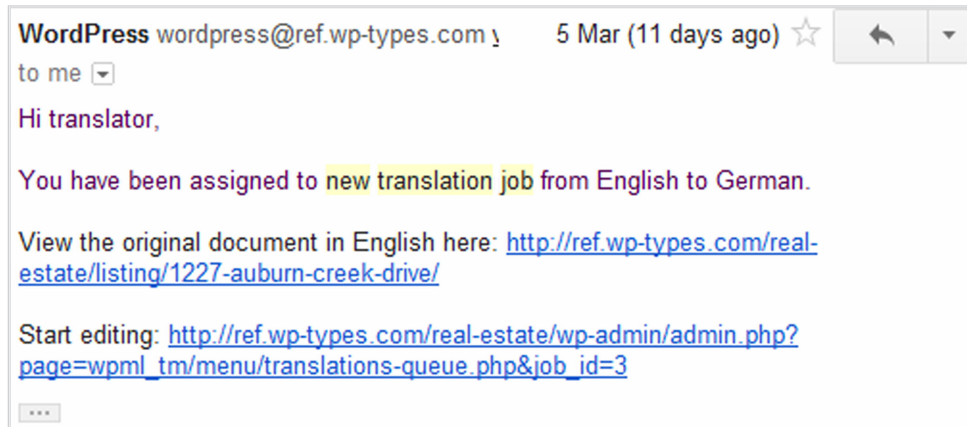 WordPress wordpress@ref.wp-types.com 5 Mar (11 days ago)
to me
Hi translator,
You have been assigned to new translation job from English to German.
View the original document in English here: http://ref.wp-types.com/real-
estate/listing/1227-auburn-creek-drive/
Start editing: http://ref.wp-types.com/real-estate/wp-admin/admin.php?
page=wpml_tm/menu/translations-queue.php&job_id=3